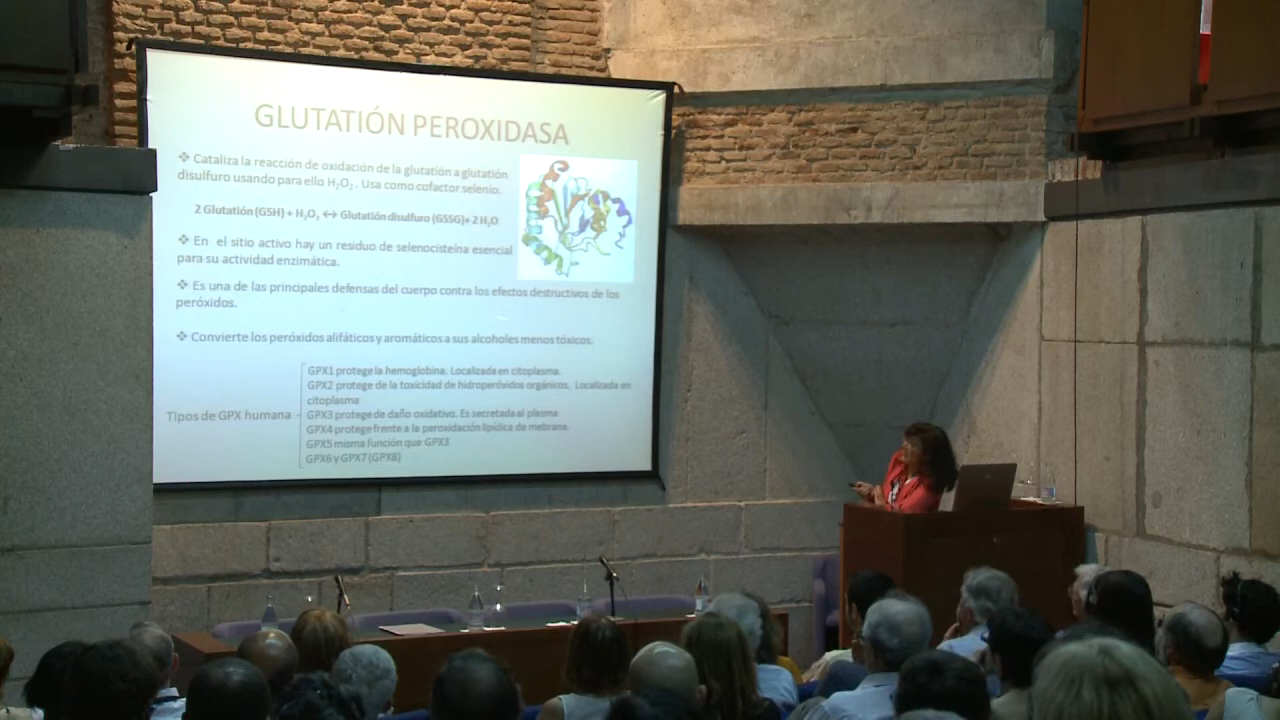 GLUTATIÓN PEROXIDASA
❖ Cataliza la reacción de oxidación de la glutatión a glutatión
disulfuro usando para ello H₂O₂ . Usa como cofactor selenio.
2 Glutatión (GSH) + H₂O₂ ↔ Glutatión disulfuro (GSSG)+ 2 H₂O
❖ En el sitio activo hay un residuo de selenocisteína esencial
para su actividad enzimática.
❖ Es una de las principales defensas del cuerpo contra los efectos destructivos de los
peróxidos.
❖ Convierte los peróxidos alifáticos y aromáticos a sus alcoholes menos tóxicos.
Tipos de GPX humana
GPX1 protege la hemoglobina. Localizada en citoplasma.
GPX2 protege de la toxicidad de hidroperóxidos orgánicos. Localizada en
citoplasma
GPX3 protege de daño oxidativo. Es secretada al plasma
GPX4 protege frente a la peroxidación lipídica de mebrana.
GPX5 misma función que GPX3
GPX6 y GPX7 (GPX8)